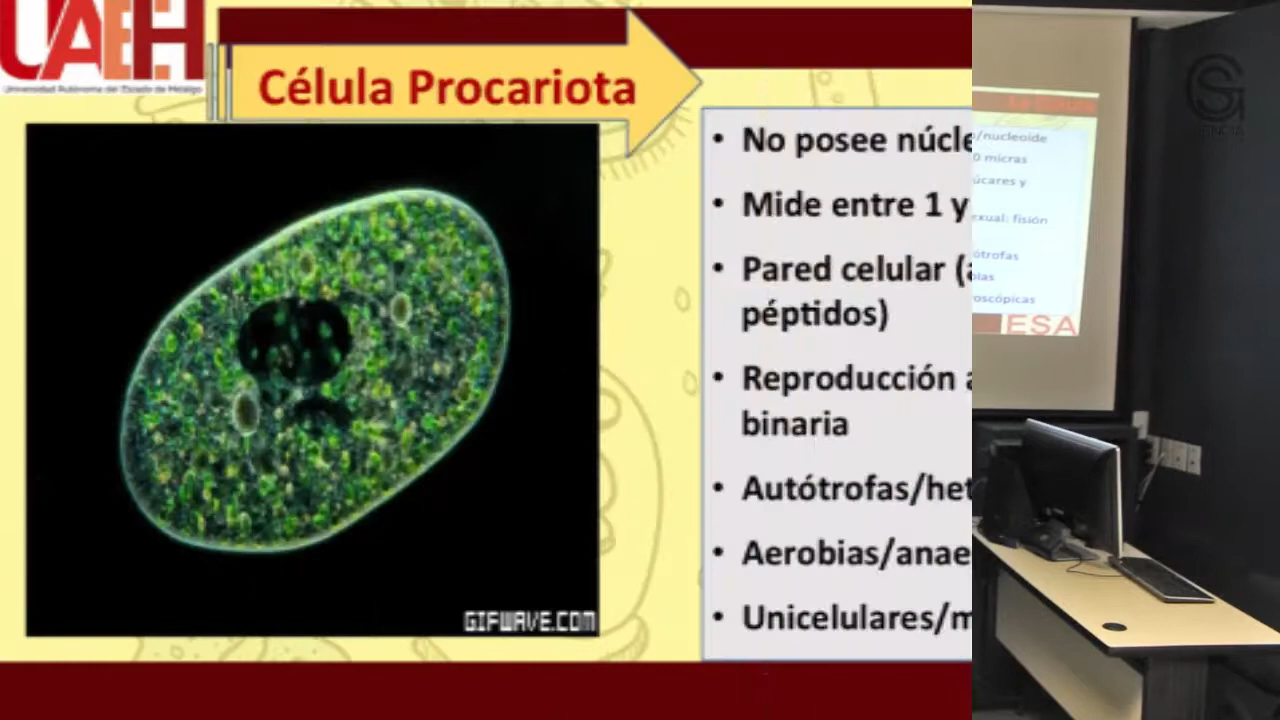 UAEH
Universidad Autónoma del Estado de Hidalgo
Célula Procariota
• No posee núcle
• Mide entre 1 y
• Pared celular (a
péptidos)
• Reproducción a
binaria
• Autótrofas/het
• Aerobias/anae
• Unicelulares/m
GIFWAVE.COM
/nucleoide
0 micras
úcares y
exual: fisión
ótrofas
bias
roscópicas
ESA